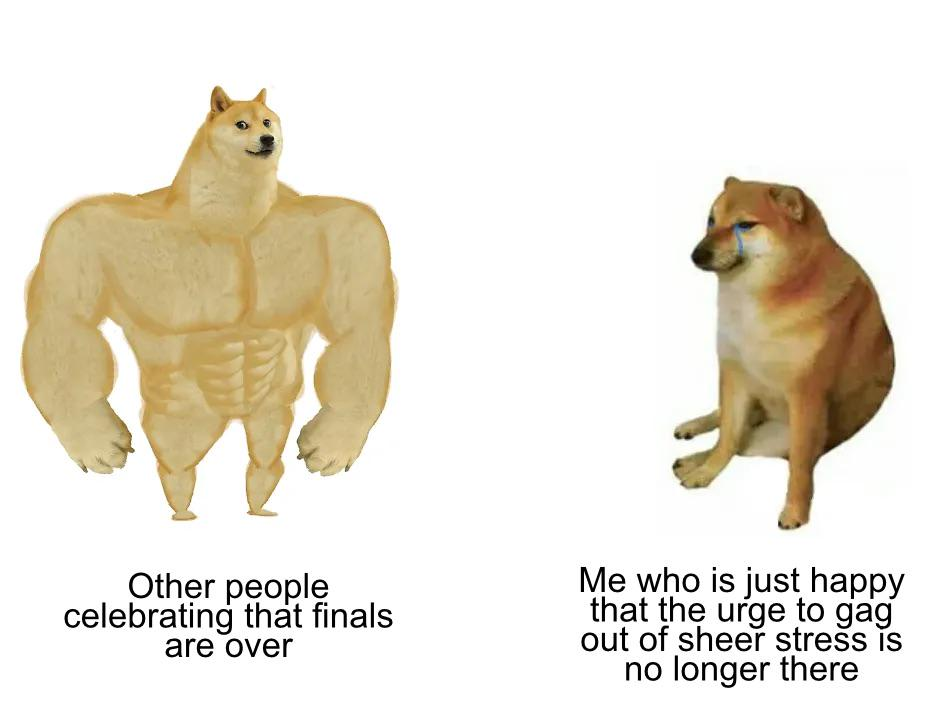 Other people
celebrating that finals
are over
Me who is just happy
that the urge to gag
out of sheer stress is
no longer there